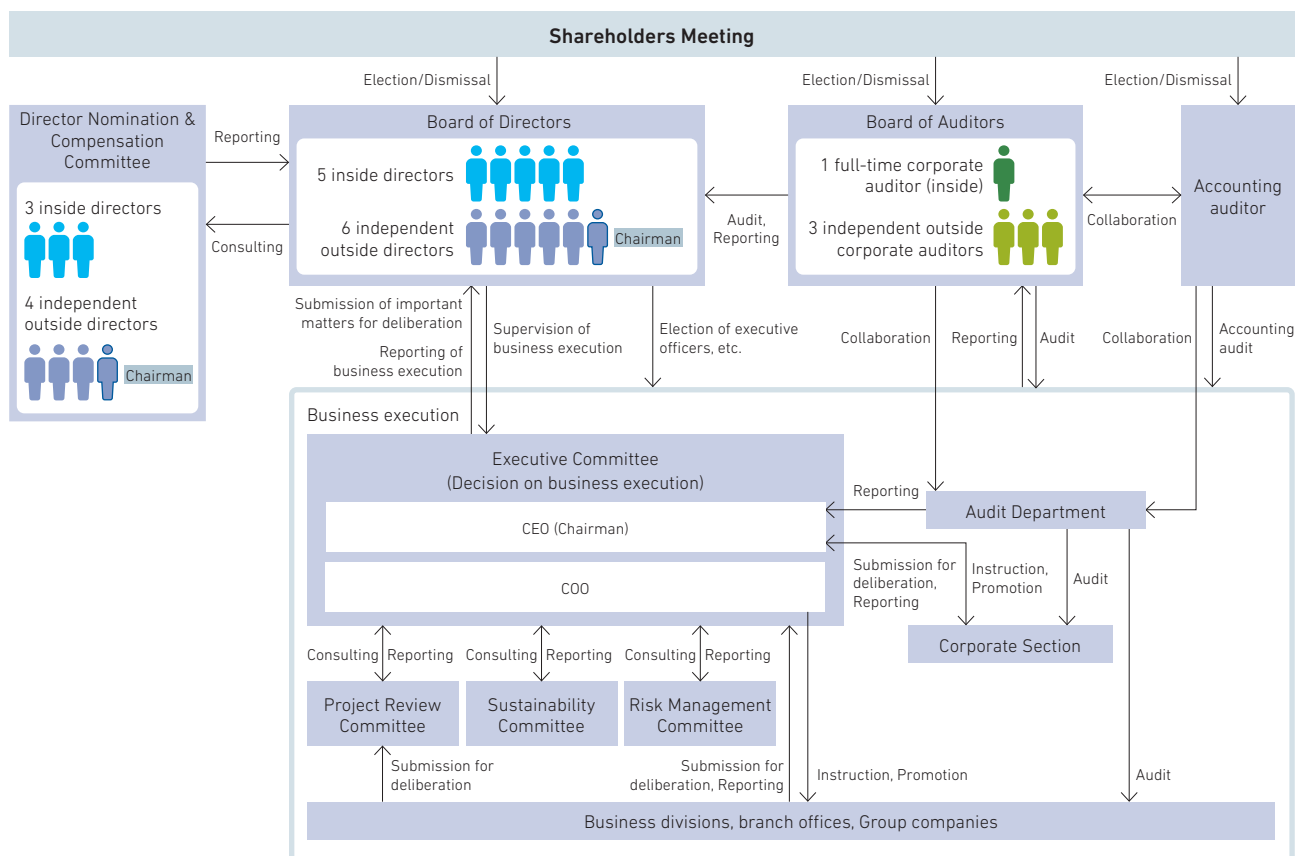 Shareholders Meeting
Election/Dismissal
Election/Dismissal
Election/Dismissal
Director Nomination &
Compensation
Committee
3 inside directors
4 independent
outside directors
Chairman
Reporting
Consulting
Board of Directors
5 inside directors
6 independent
outside directors
Chairman
Audit,
Reporting
Board of Auditors
1 full-time corporate
auditor (inside)
3 independent outside
corporate auditors
Collaboration
Accounting
auditor
Submission of important
matters for deliberation
Reporting of
business execution
Supervision of
business execution
Election of executive
officers, etc.
Collaboration
Reporting
Audit
Collaboration
Accounting
audit
Business execution
Executive Committee
(Decision on business execution)
CEO (Chairman)
COO
Reporting
Audit Department
Submission for
deliberation,
Reporting
Instruction,
Promotion
Audit
Corporate Section
Consulting
Reporting
Consulting
Reporting
Consulting
Reporting
Project Review
Committee
Sustainability
Committee
Risk Management
Committee
Submission for
deliberation
Submission for
deliberation, Reporting
Instruction, Promotion
Audit
Business divisions, branch offices, Group companies